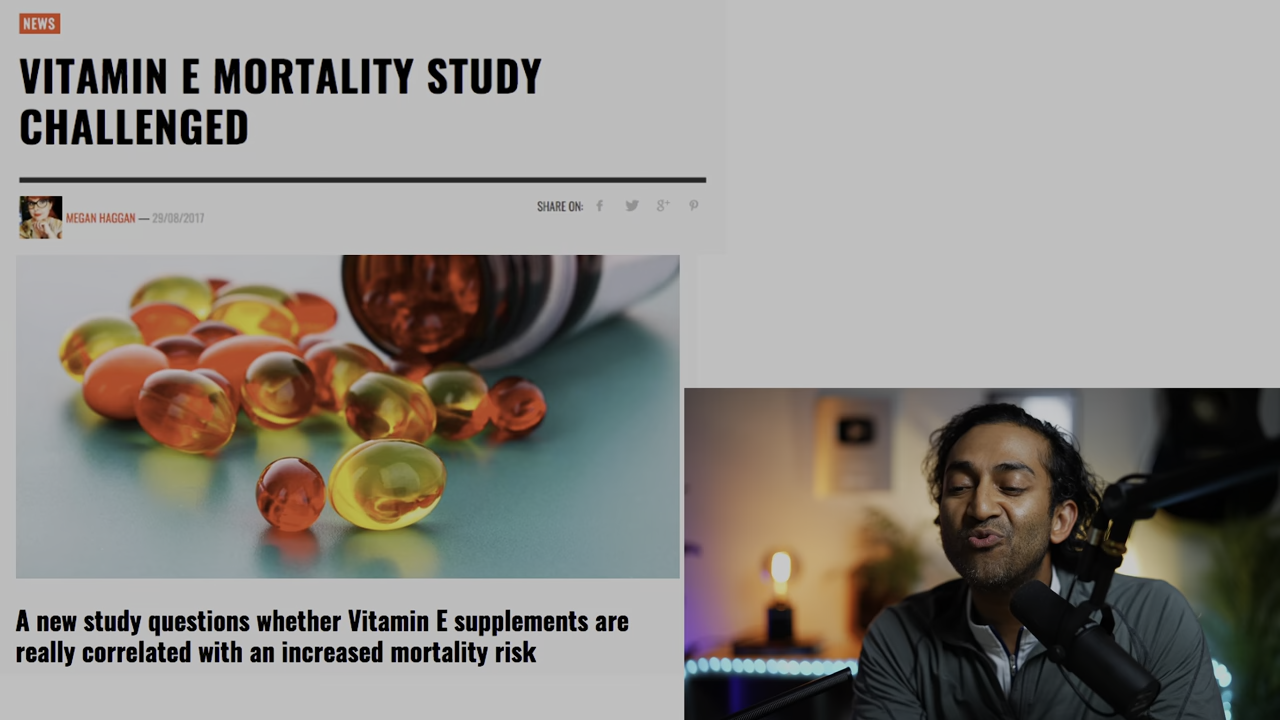 NEWS
VITAMIN E MORTALITY STUDY
CHALLENGED
MEGAN HAGGAN — 29/08/2017
SHARE ON:
A new study questions whether Vitamin E supplements are
really correlated with an increased mortality risk